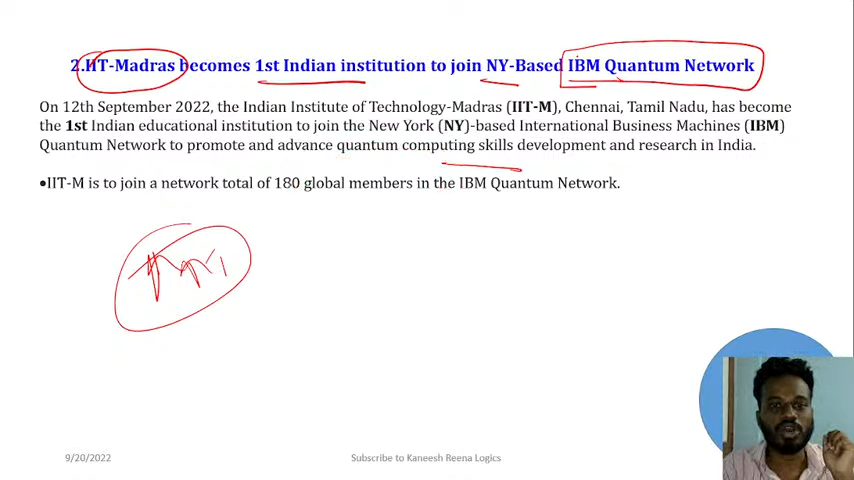 2.IIT-Madras becomes 1st Indian institution to join NY-Based IBM Quantum Network
On 12th September 2022, the Indian Institute of Technology-Madras (IIT-M), Chennai, Tamil Nadu, has become
the 1st Indian educational institution to join the New York (NY)-based International Business Machines (IBM)
Quantum Network to promote and advance quantum computing skills development and research in India.
•IIT-M is to join a network total of 180 global members in the IBM Quantum Network.
9/20/2022
Subscribe to Kaneesh Reena Logics